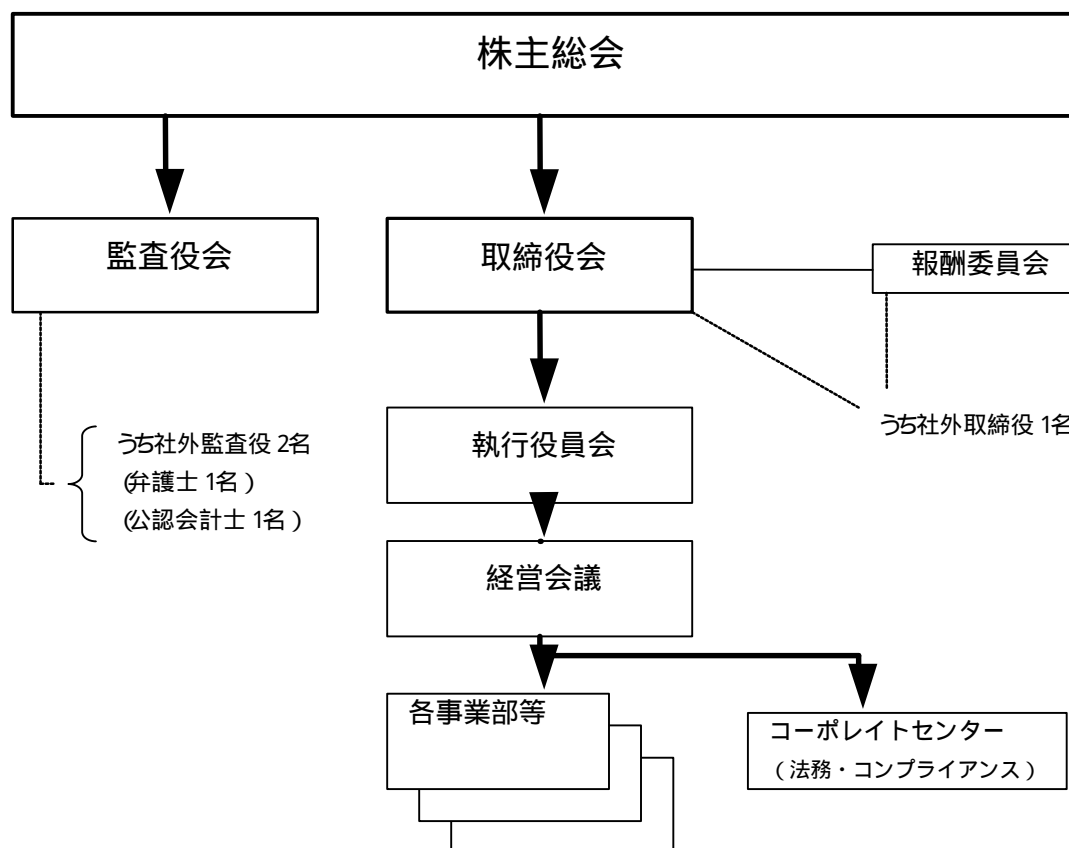 株主総会
監査役会
取締役会
報酬委員会
うち社外監査役 2名
(弁護士 1名)
(公認会計士 1名)
執行役員会
うち社外取締役 1名
経営会議
各事業部等
コーポレイトセンター
(法務・コンプライアンス)